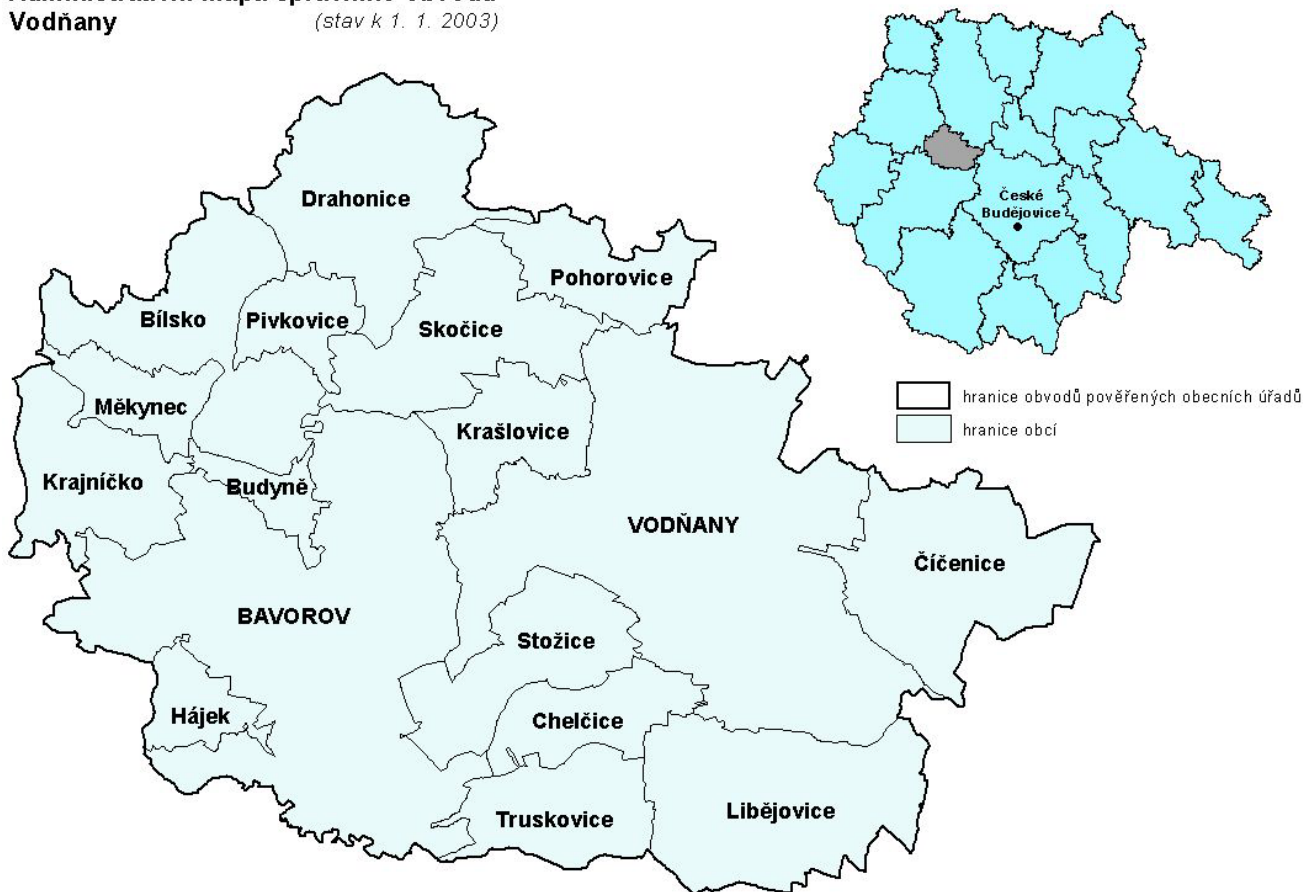 Vodňany
(stav k 1. 1. 2003)
České
Budějovice
Drahonice
Pohorovice
Bílsko
Pivkovice
Skočice
hranice obvodů pověřených obecních úřadů
hranice obcí
Měkynec
Krašlovice
Krajníčko
Budyně
VODŇANY
Číčenice
BAVOROV
Stožice
Hájek
Chelčice
Truskovice
Libějovice